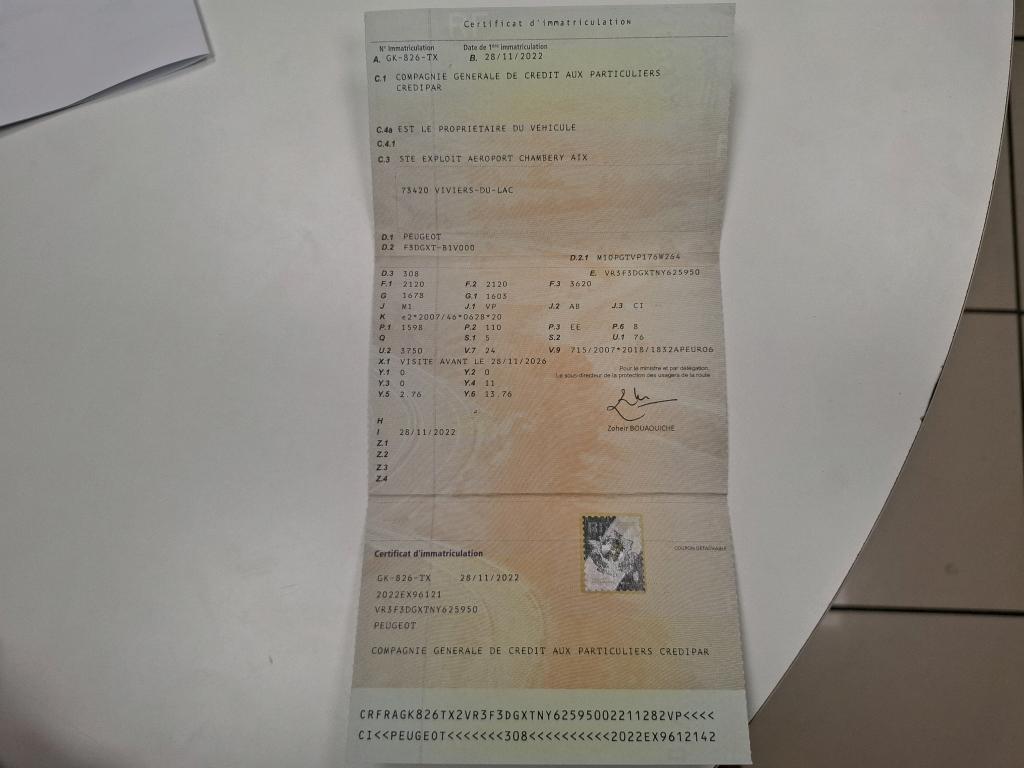 Certificat d'immatriculation
N° Immatriculation Date de 1ère immatriculation
A. GK-826-TX B. 28/11/2022
C.1 COMPAGNIE GENERALE DE CREDIT AUX PARTICULIERS
CREDIPAR
C.4a EST LE PROPRIETAIRE DU VEHICULE
C.4.1
C.3 STE EXPLOIT AEROPORT CHAMBERY AIX
73420 VIVIERS-DU-LAC
D.1 PEUGEOT
D.2 F3DGXT-B1V000
D.2.1 M10PGTVP176W264
D.3 308 E. VR3F3DGXTNY625950
F.1 2120 F.2 2120 F.3 3620
G 1678 G.1 1603
J M1 J.1 VP J.2 AB J.3 CI
K e2*2007/46*0628*20
P.1 1598 P.2 110 P.3 EE P.6 8
Q S.1 5 S.2 U.1 76
U.2 3750 V.7 24 V.9 715/2007*2018/1832APEURO6
X.1 VISITE AVANT LE 28/11/2026
Y.1 0 Y.2 0
Y.3 0 Y.4 11
Y.5 2.76 Y.6 13.76
Pour le ministre et par délégation,
Le sous-directeur de la protection des usagers de la route
Zoheir BOUAOUICHE
H
I 28/11/2022
Z.1
Z.2
Z.3
Z.4
COUPON DÉTACHABLE
Certificat d'immatriculation
GK-826-TX 28/11/2022
2022EX96121
VR3F3DGXTNY625950
PEUGEOT
COMPAGNIE GENERALE DE CREDIT AUX PARTICULIERS CREDIPAR
CRFRAGK826TX2VR3F3DGXTNY62595002211282VP<<<<
CI<<PEUGEOT<<<<<<<308<<<<<<<<<<2022EX9612142